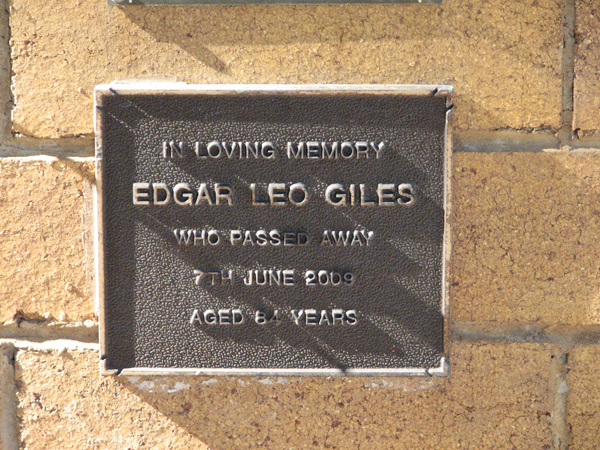 IN LOVING MEMORY
EDGAR LEO GILES
WHO PASSED AWAY
7TH JUNE 2009
AGED 84 YEARS